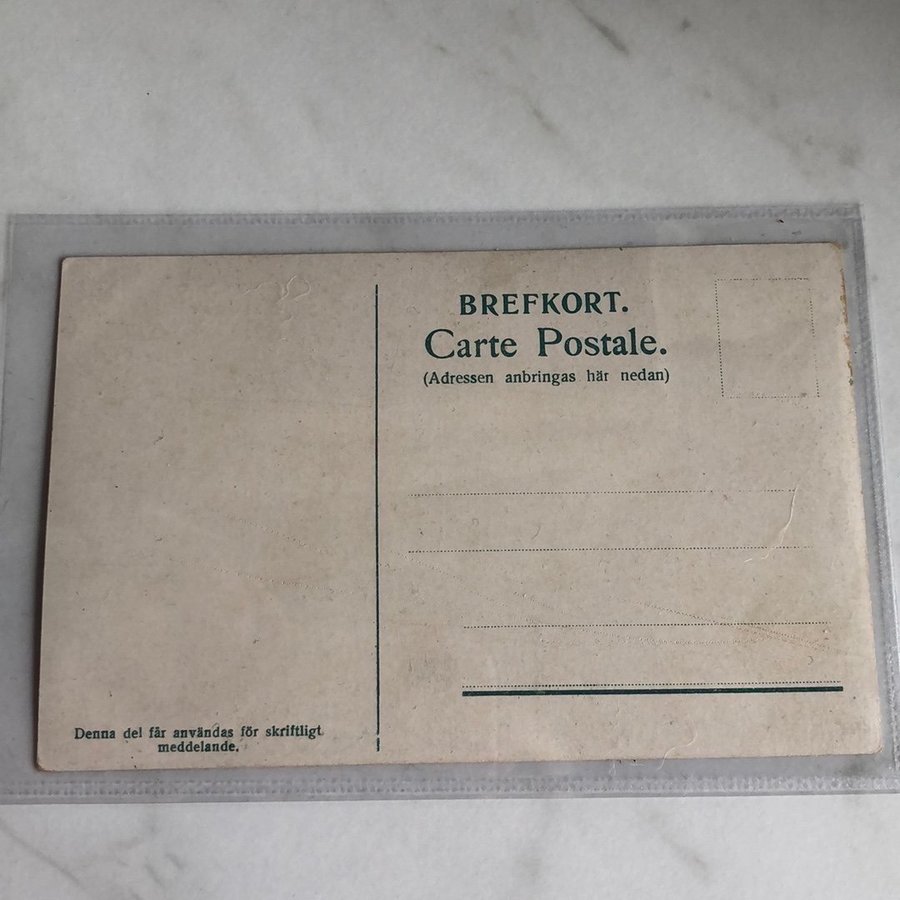 BREFKORT.
Carte Postale.
(Adressen anbringas här nedan)
Denna del får användas för skriftligt
meddelande.